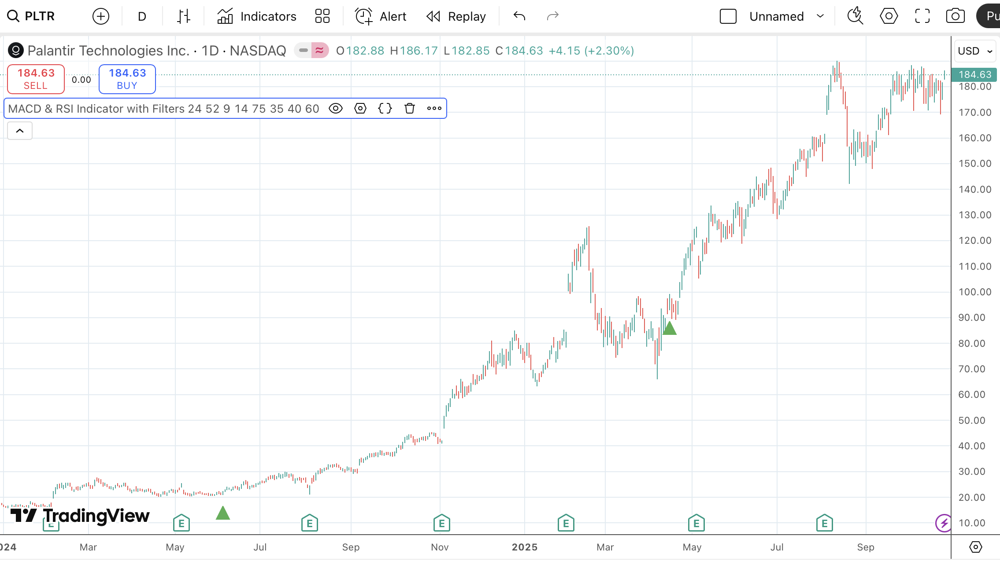 PLTR D Indicators Alert Replay Unnamed Pu
Palantir Technologies Inc. · 1D · NASDAQ O182.88 H186.17 L182.85 C184.63 +4.15 (+2.30%)
USD
184.63 SELL
0.00
184.63 BUY
MACD & RSI Indicator with Filters 24 52 9 14 75 35 40 60
184.63
180.00
170.00
160.00
150.00
140.00
130.00
120.00
110.00
100.00
90.00
80.00
70.00
60.00
50.00
40.00
30.00
20.00
10.00
TradingView
E E E E E E E
024 Mar May Jul Sep Nov 2025 Mar May Jul Sep